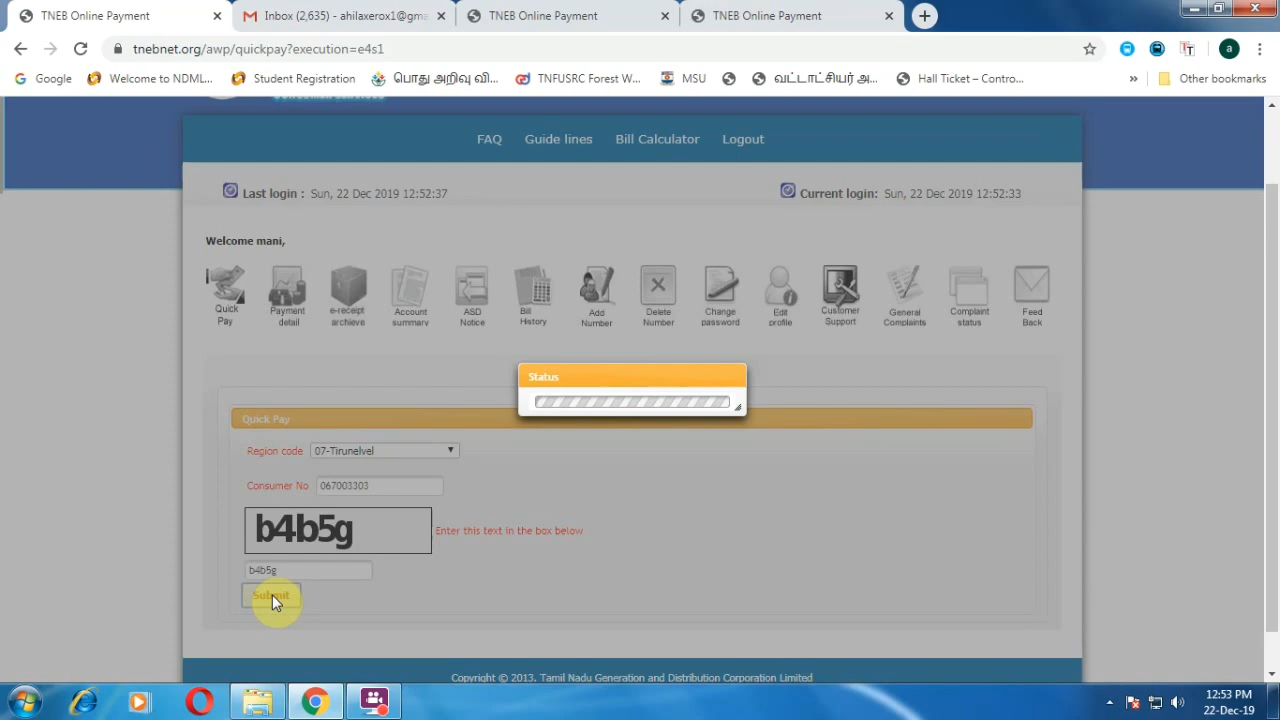 TNEB Online Payment
Inbox (2,635) - ahilaxerox1@gma
TNEB Online Payment
TNEB Online Payment
tnebnet.org/awp/quickpay?execution=e4s1
a
Google
Welcome to NDML...
Student Registration
பொது அறிவு வி...
TNFUSRC Forest W...
MSU
வட்டாட்சியர் அ...
Hall Ticket – Contro...
»
Other bookmarks
FAQ
Guide lines
Bill Calculator
Logout
Last login : Sun, 22 Dec 2019 12:52:37
Current login: Sun, 22 Dec 2019 12:52:33
Welcome mani,
Quick Pay
Payment detail
e-receipt archieve
Account summary
ASD Notice
Bill History
Add Number
Delete Number
Change password
Edit profile
Customer Support
General Complaints
Complaint status
Feed Back
Status
Quick Pay
Region code 07-Tirunelvel
Consumer No 067003303
b4b5g Enter this text in the box below
b4b5g
Submit
Copyright © 2013. Tamil Nadu Generation and Distribution Corporation Limited
12:53 PM
22-Dec-19